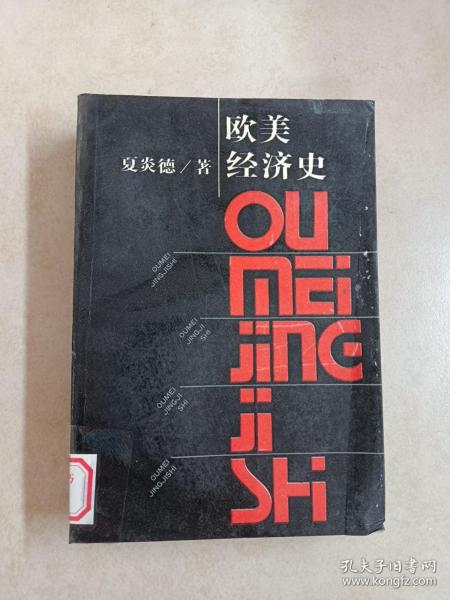 欧美
经济史
夏炎德/著
OU
MEI
JING
JI
SHI
OUMEI
JINGJISHI
OUMEI
JINGJI
SHI
OUMEI
JINGJI
SHI
OUMEI
JINGJISHI
孔夫子旧书网
www.kongfz.com